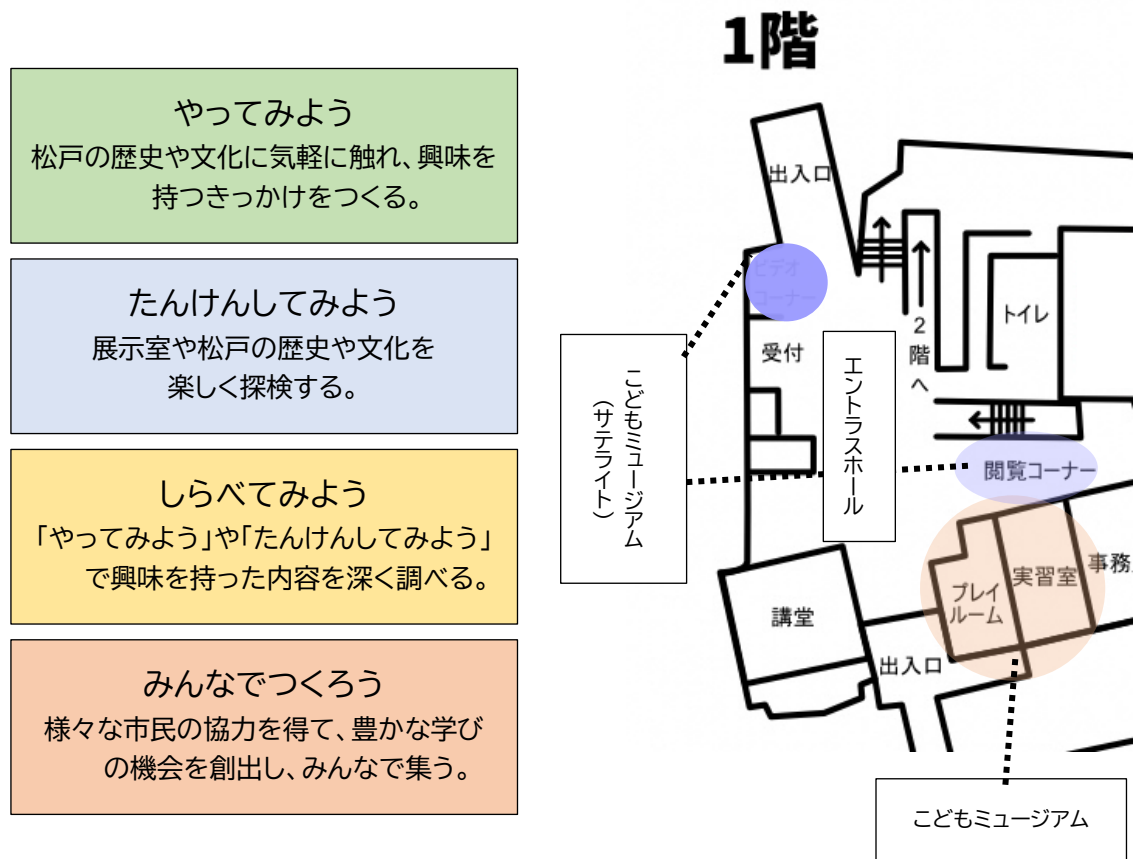 1階
やってみよう
松戸の歴史や文化に気軽に触れ、興味を
持つきっかけをつくる。
たんけんしてみよう
展示室や松戸の歴史や文化を
楽しく探検する。
しらべてみよう
「やってみよう」や「たんけんしてみよう」
で興味を持った内容を深く調べる。
みんなでつくろう
様々な市民の協力を得て、豊かな学び
の機会を創出し、みんなで集う。
出入口
ビデオ
コーナー
受付
エントラスホール
2階へ
トイレ
こどもミュージアム
(サテライト)
閲覧コーナー
プレイ
ルーム
実習室
事務
講堂
出入口
こどもミュージアム